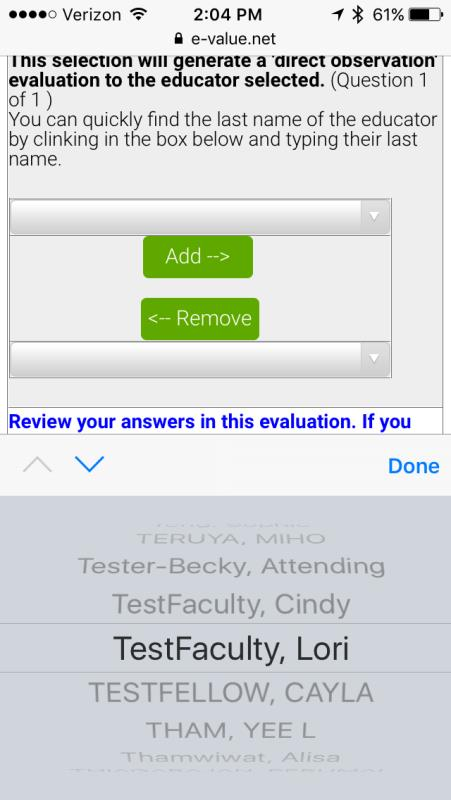 Verizon 2:04 PM 61%
e-value.net
This selection will generate a 'direct observation'
evaluation to the educator selected. (Question 1
of 1 )
You can quickly find the last name of the educator
by clinking in the box below and typing their last
name.
Add -->
<-- Remove
Review your answers in this evaluation. If you
Done
TERUYA, MIHO
Tester-Becky, Attending
TestFaculty, Cindy
TestFaculty, Lori
TESTFELLOW, CAYLA
THAM, YEE L
Thamwiwat, Alisa